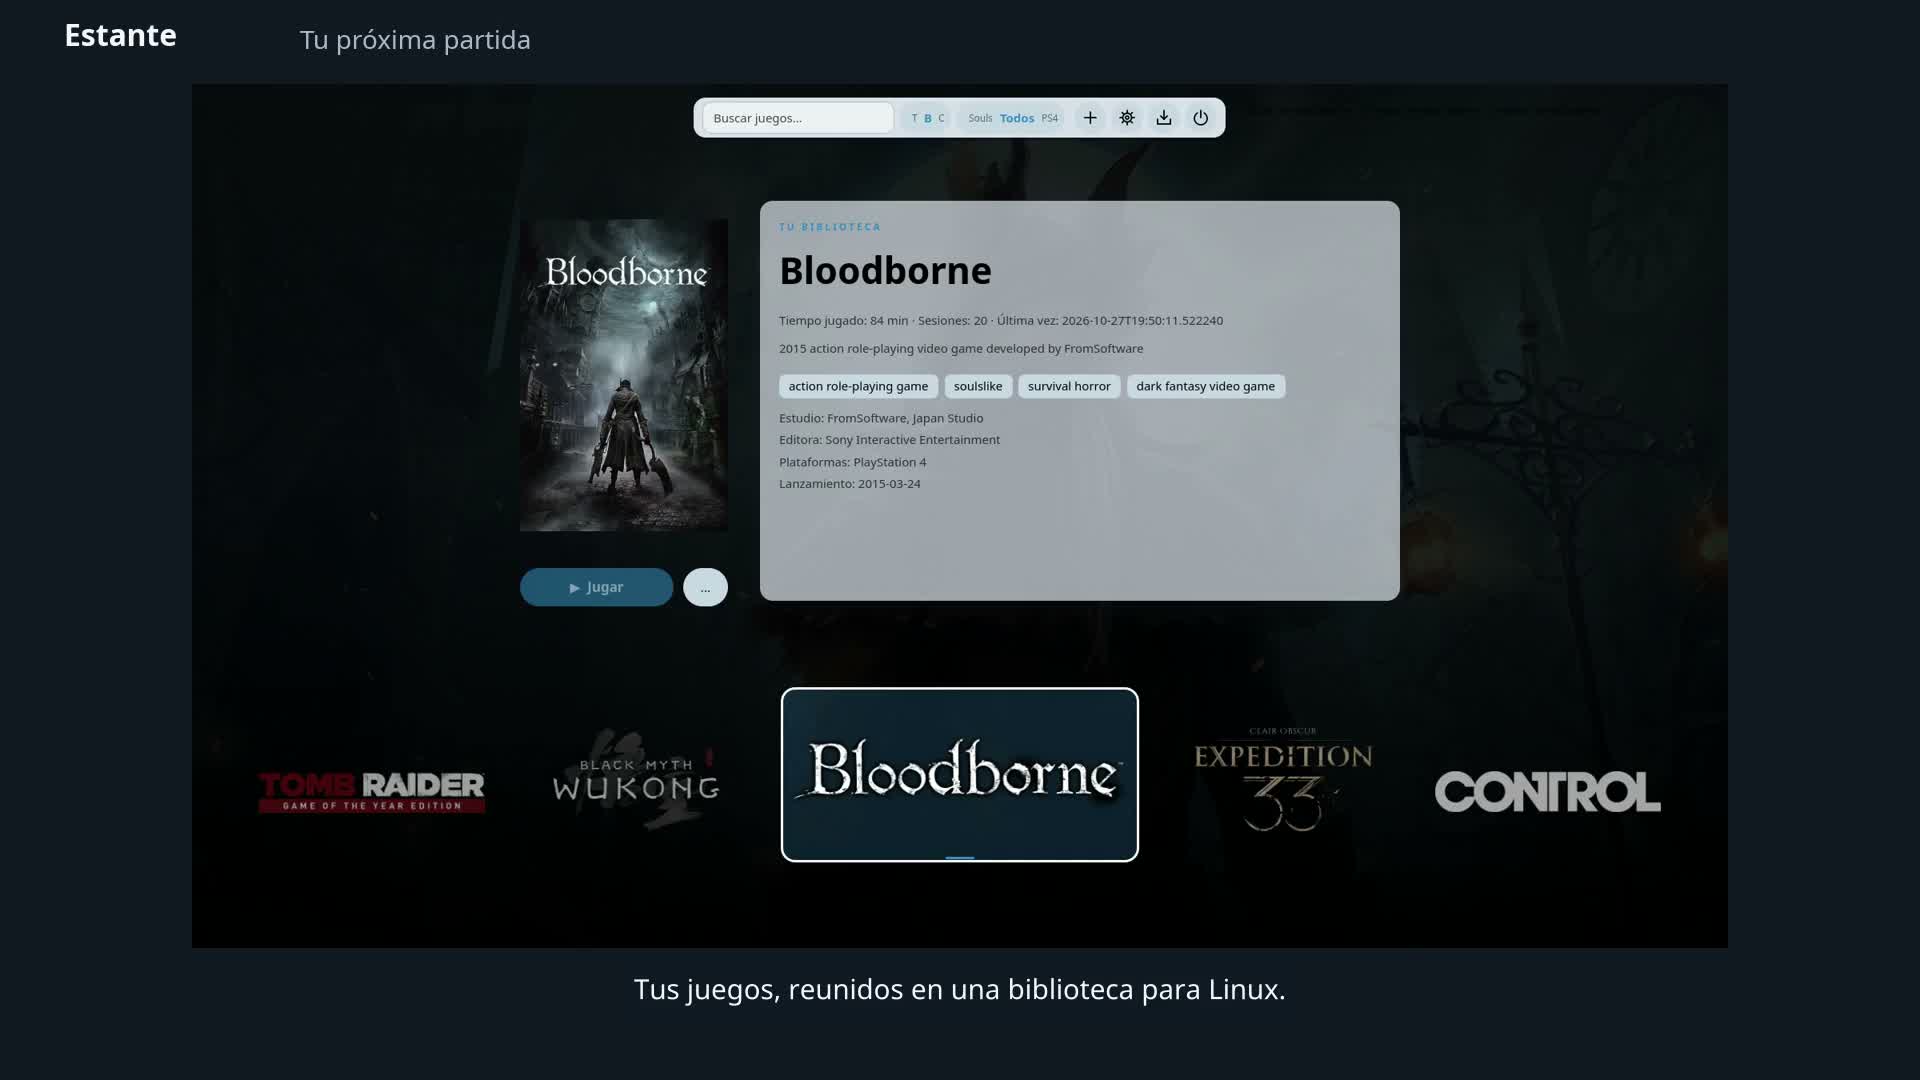 Estante
Tu próxima partida
Buscar juegos...
T B C
Souls Todos PS4
Bloodborne
TU BIBLIOTECA
Bloodborne
Tiempo jugado: 84 min · Sesiones: 20 · Última vez: 2026-10-27T19:50:11.522240
2015 action role-playing video game developed by FromSoftware
action role-playing game soulslike survival horror dark fantasy video game
Estudio: FromSoftware, Japan Studio
Editora: Sony Interactive Entertainment
Plataformas: PlayStation 4
Lanzamiento: 2015-03-24
▶ Jugar
...
TOMB RAIDER
GAME OF THE YEAR EDITION
BLACK MYTH
WUKONG
Bloodborne™
CLAIR OBSCUR
EXPEDITION
33
CONTROL
Tus juegos, reunidos en una biblioteca para Linux.